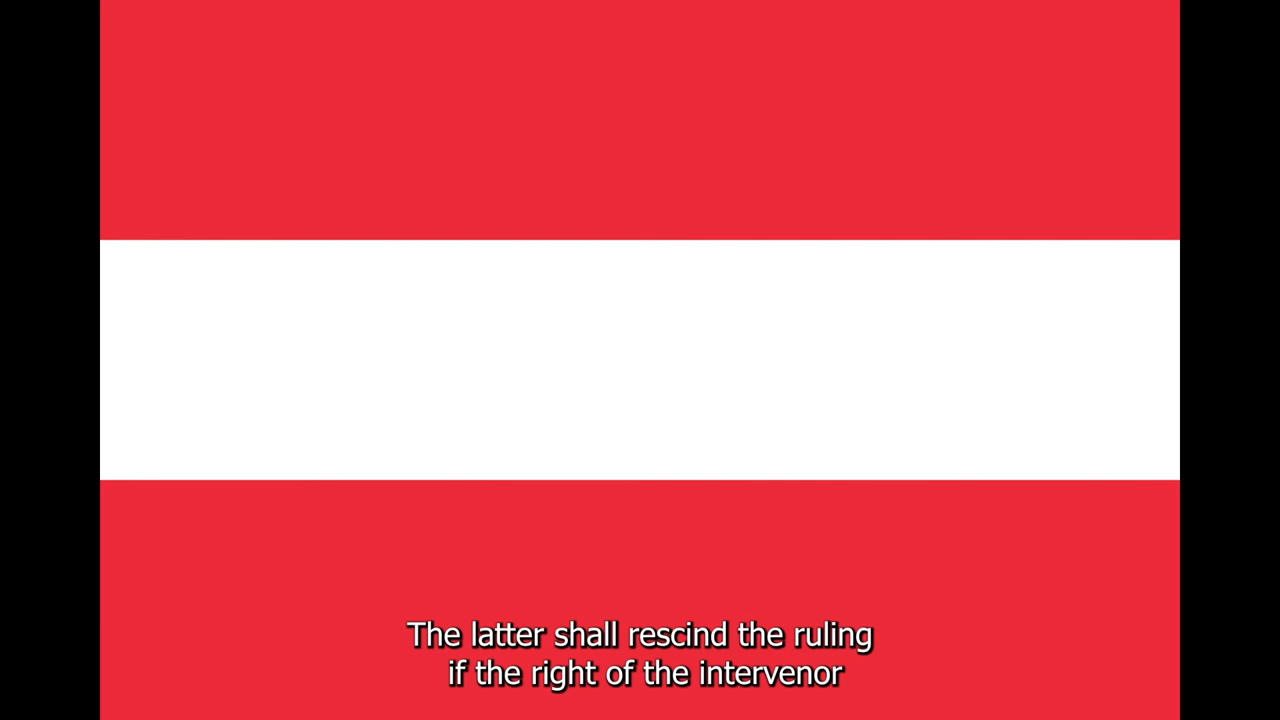 The latter shall rescind the ruling
if the right of the intervenor